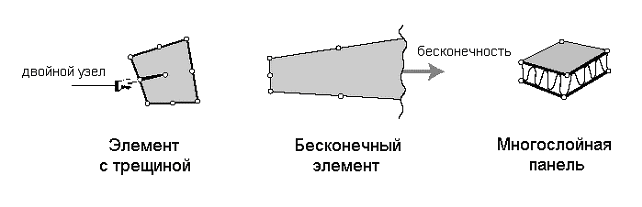 бесконечность
двойной узел
Элемент
с трещиной
Бесконечный
элемент
Многослойная
панель